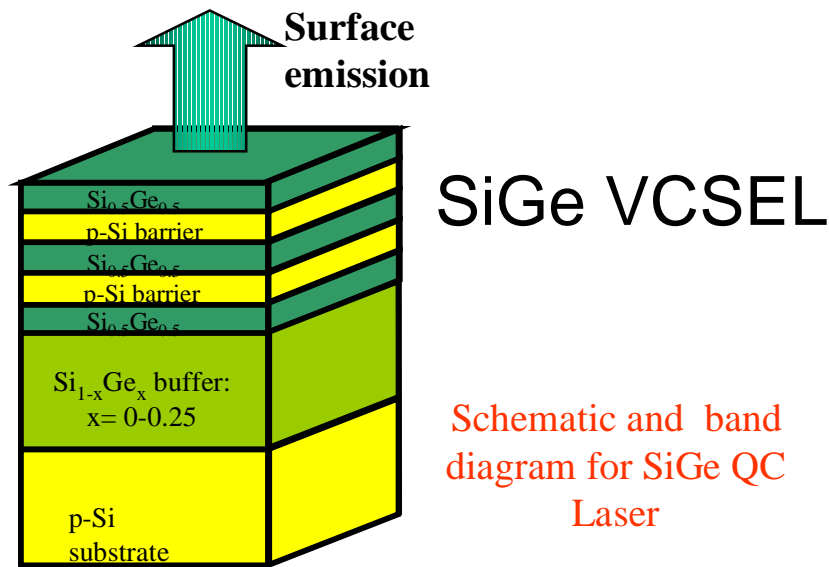 Surface
emission
SiGe VCSEL
Si0.5Ge0.5
p-Si barrier
Si0.5Ge0.5
p-Si barrier
Si0.5Ge0.5
Si1-xGex buffer:
x= 0-0.25
p-Si
substrate
Schematic and band
diagram for SiGe QC
Laser